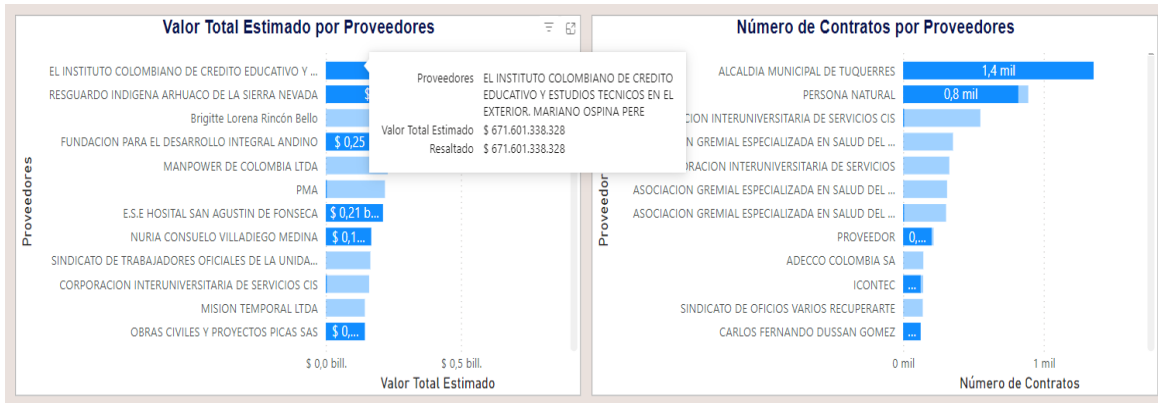 Valor Total Estimado por Proveedores
Proveedores
EL INSTITUTO COLOMBIANO DE CREDITO EDUCATIVO Y ...
RESGUARDO INDIGENA ARHUACO DE LA SIERRA NEVADA
$
Brigitte Lorena Rincón Bello
FUNDACION PARA EL DESARROLLO INTEGRAL ANDINO
$ 0,25
MANPOWER DE COLOMBIA LTDA
PMA
E.S.E HOSITAL SAN AGUSTIN DE FONSECA
$ 0,21 b...
NURIA CONSUELO VILLADIEGO MEDINA
$ 0,1...
SINDICATO DE TRABAJADORES OFICIALES DE LA UNIDA...
CORPORACION INTERUNIVERSITARIA DE SERVICIOS CIS
MISION TEMPORAL LTDA
OBRAS CIVILES Y PROYECTOS PICAS SAS
$ 0,...
$ 0,0 bill.
$ 0,5 bill.
Valor Total Estimado
Proveedores EL INSTITUTO COLOMBIANO DE CREDITO
EDUCATIVO Y ESTUDIOS TECNICOS EN EL
EXTERIOR. MARIANO OSPINA PERE
Valor Total Estimado $ 671.601.338.328
Resaltado $ 671.601.338.328
Número de Contratos por Proveedores
Proveedor
ALCALDIA MUNICIPAL DE TUQUERRES
1,4 mil
PERSONA NATURAL
0,8 mil
CION INTERUNIVERSITARIA DE SERVICIOS CIS
N GREMIAL ESPECIALIZADA EN SALUD DEL ...
ORACION INTERUNIVERSITARIA DE SERVICIOS
ASOCIACION GREMIAL ESPECIALIZADA EN SALUD DEL ...
ASOCIACION GREMIAL ESPECIALIZADA EN SALUD DEL ...
PROVEEDOR
0,...
ADECCO COLOMBIA SA
ICONTEC
...
SINDICATO DE OFICIOS VARIOS RECUPERARTE
CARLOS FERNANDO DUSSAN GOMEZ
...
0 mil
1 mil
Número de Contratos